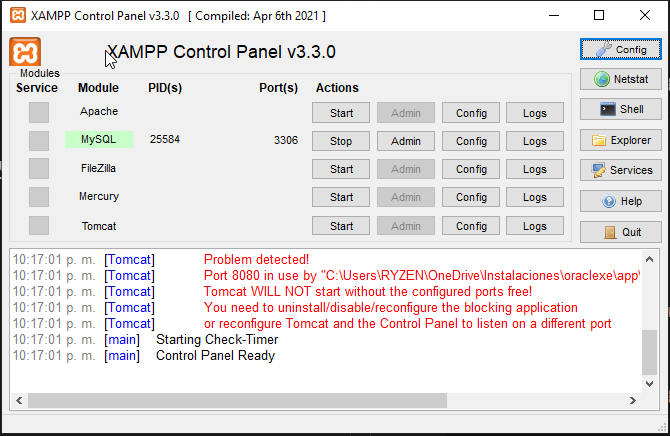 XAMPP Control Panel v3.3.0 [ Compiled: Apr 6th 2021 ]
XAMPP Control Panel v3.3.0
Config
Modules
Service Module PID(s) Port(s) Actions
Netstat
Apache Start Admin Config Logs
Shell
MySQL 25584 3306 Stop Admin Config Logs
Explorer
FileZilla Start Admin Config Logs
Services
Mercury Start Admin Config Logs
Help
Tomcat Start Admin Config Logs
Quit
10:17:01 p. m. [Tomcat] Problem detected!
10:17:01 p. m. [Tomcat] Port 8080 in use by "C:\Users\RYZEN\OneDrive\Instalaciones\oraclexe\app\
10:17:01 p. m. [Tomcat] Tomcat WILL NOT start without the configured ports free!
10:17:01 p. m. [Tomcat] You need to uninstall/disable/reconfigure the blocking application
10:17:01 p. m. [Tomcat] or reconfigure Tomcat and the Control Panel to listen on a different port
10:17:01 p. m. [main] Starting Check-Timer
10:17:01 p. m. [main] Control Panel Ready